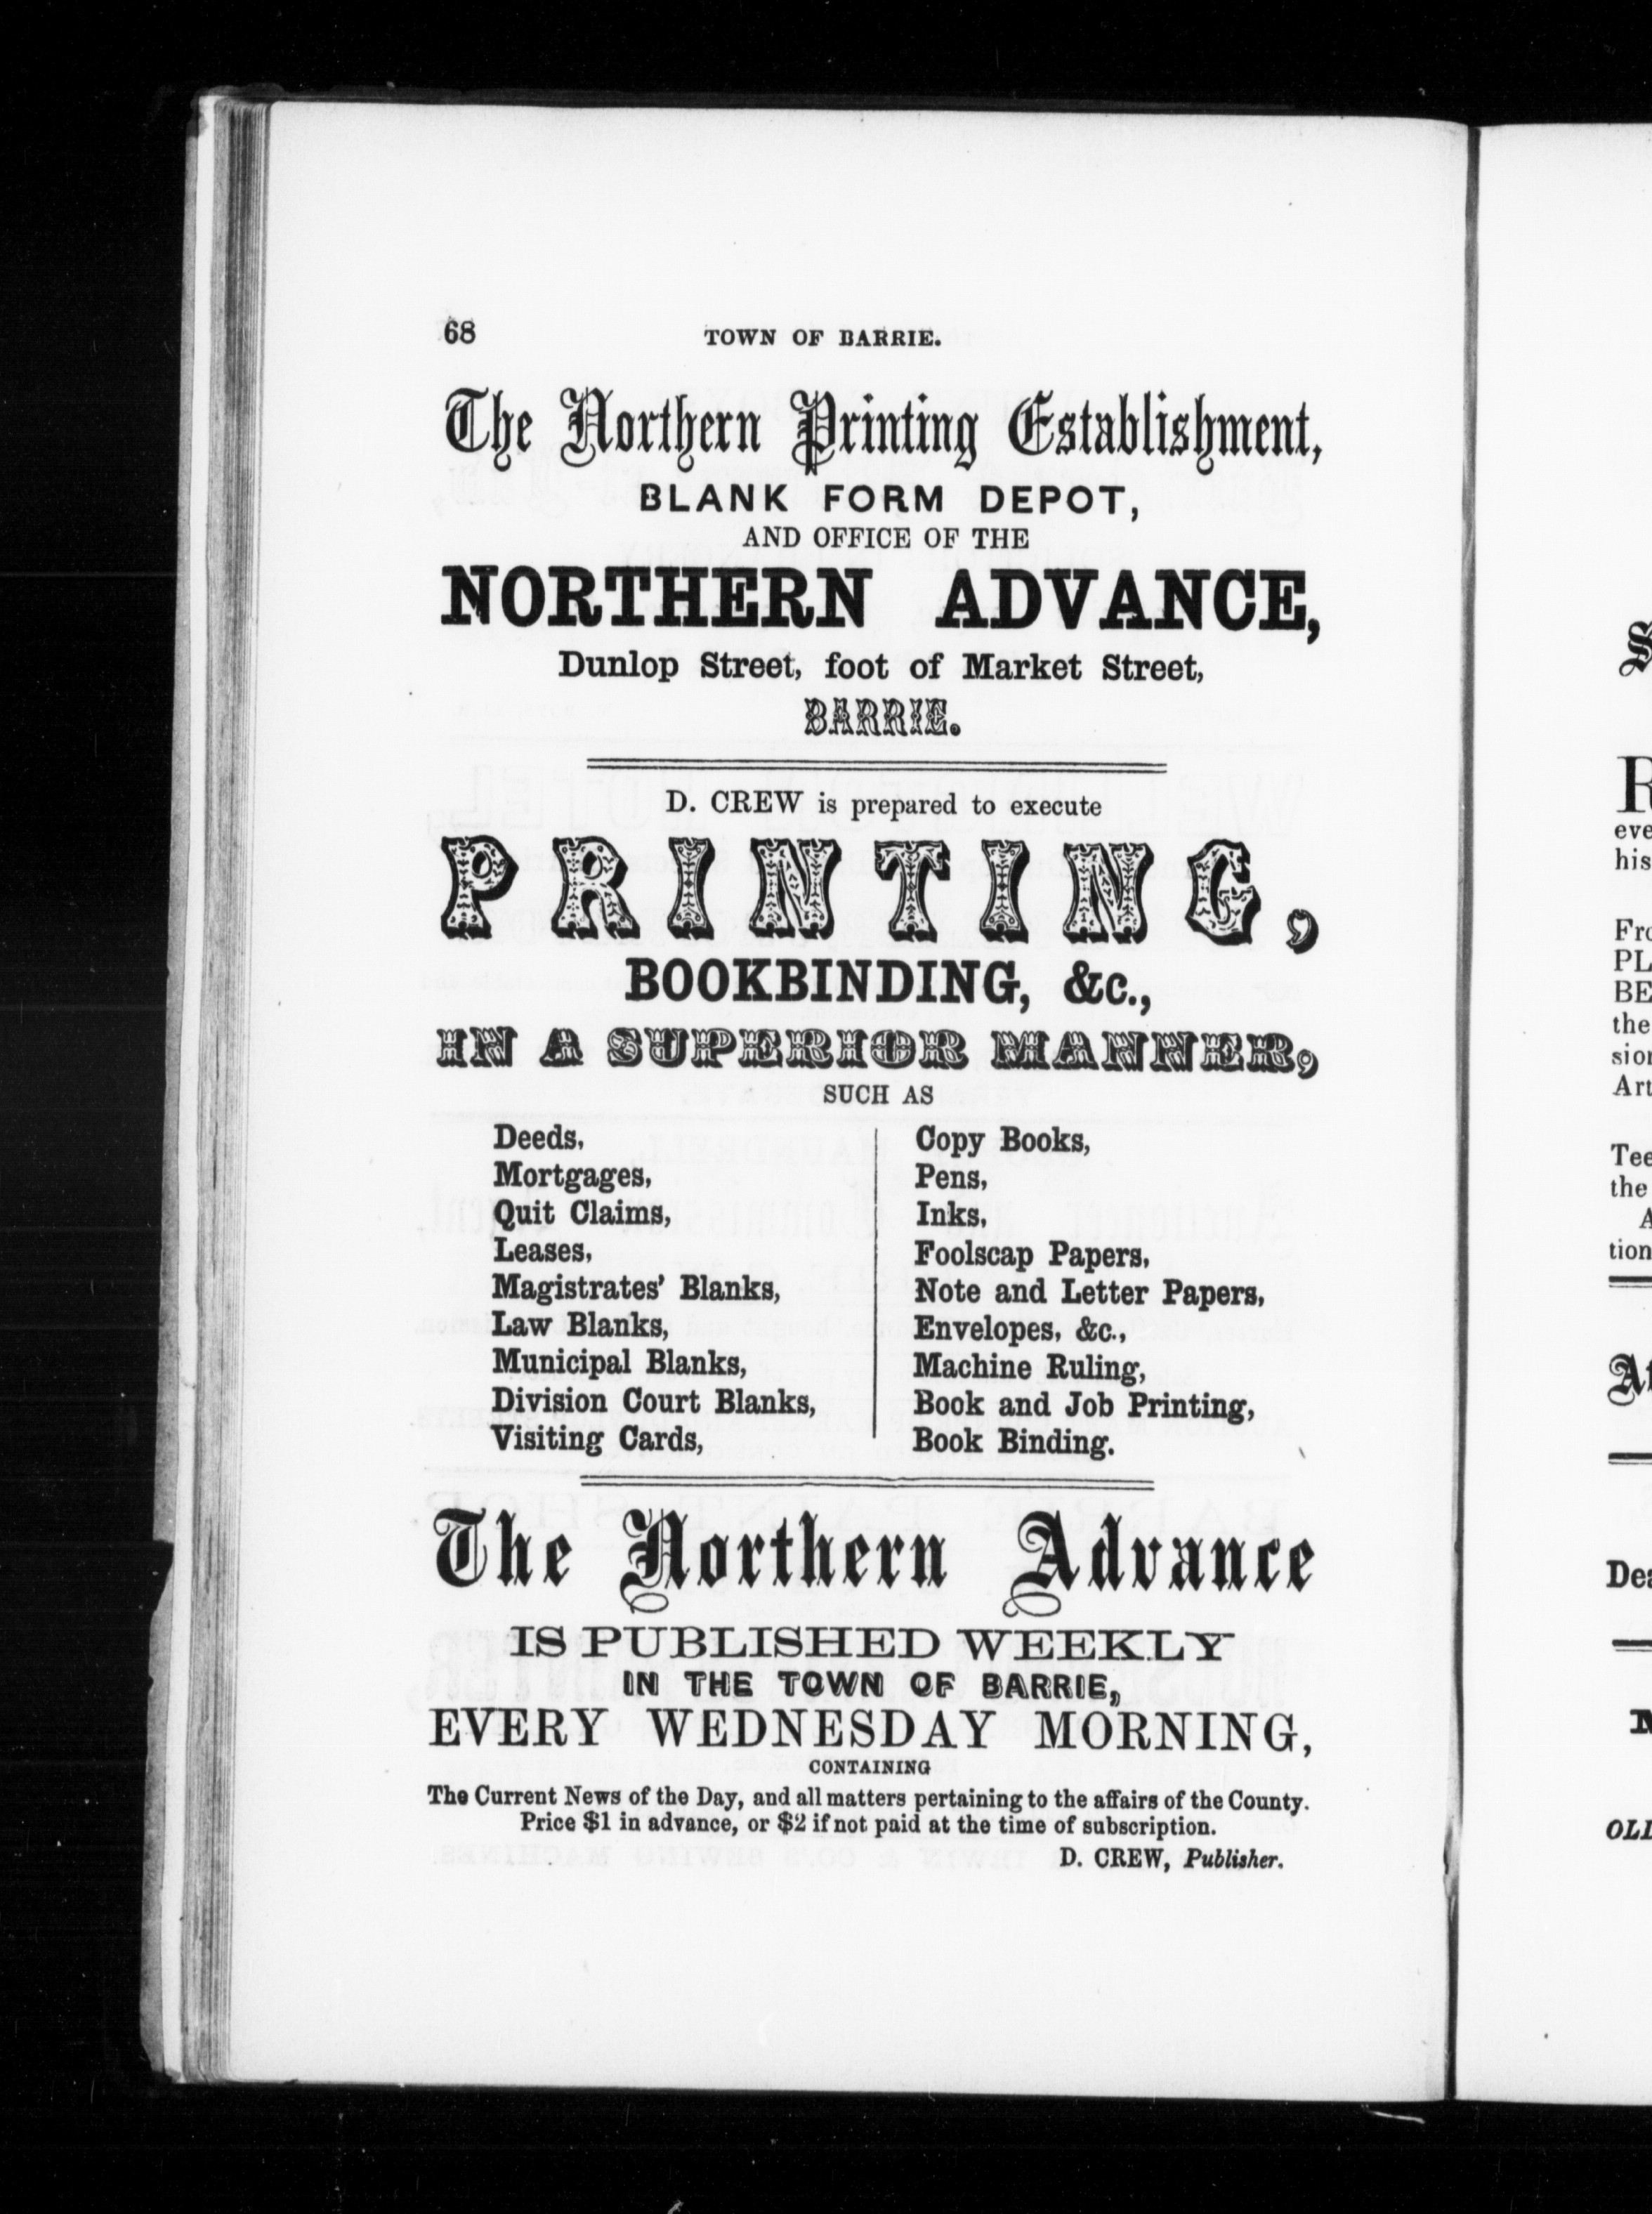 68 TOWN OF BARRIE.
The Northern Printing Establishment,
BLANK FORM DEPOT,
AND OFFICE OF THE
NORTHERN ADVANCE,
Dunlop Street, foot of Market Street,
BARRIE.
D. CREW is prepared to execute
PRINTING,
BOOKBINDING, &c.,
IN A SUPERIOR MANNER,
SUCH AS
Deeds,
Mortgages,
Quit Claims,
Leases,
Magistrates' Blanks,
Law Blanks,
Municipal Blanks,
Division Court Blanks,
Visiting Cards,
Copy Books,
Pens,
Inks,
Foolscap Papers,
Note and Letter Papers,
Envelopes, &c.,
Machine Ruling,
Book and Job Printing,
Book Binding.
The Northern Advance
IS PUBLISHED WEEKLY
IN THE TOWN OF BARRIE,
EVERY WEDNESDAY MORNING,
CONTAINING
The Current News of the Day, and all matters pertaining to the affairs of the County.
Price $1 in advance, or $2 if not paid at the time of subscription.
D. CREW, Publisher.
his
the
the